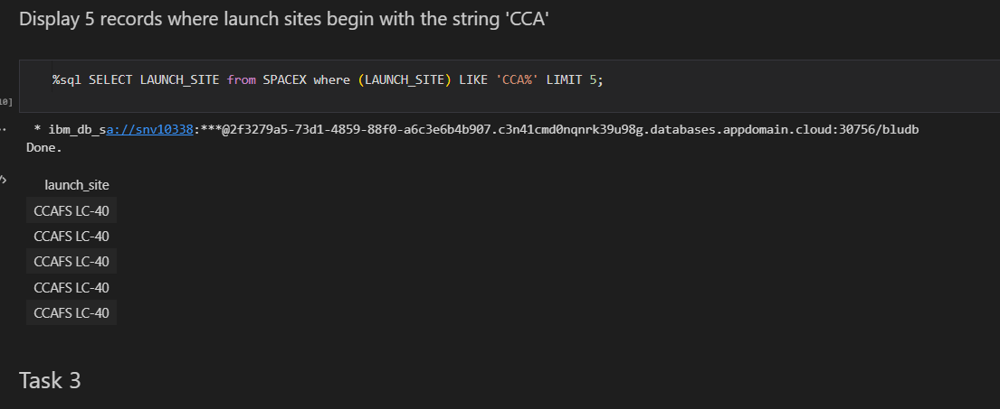 Display 5 records where launch sites begin with the string 'CCA'
%sql SELECT LAUNCH_SITE from SPACEX where (LAUNCH_SITE) LIKE 'CCA%' LIMIT 5;
10]
* ibm_db_sa://snv10338:***@2f3279a5-73d1-4859-88f0-a6c3e6b4b907.c3n41cmd0nqnrk39u98g.databases.appdomain.cloud:30756/bludb
Done.
launch_site
CCAFS LC-40
CCAFS LC-40
CCAFS LC-40
CCAFS LC-40
CCAFS LC-40
Task 3